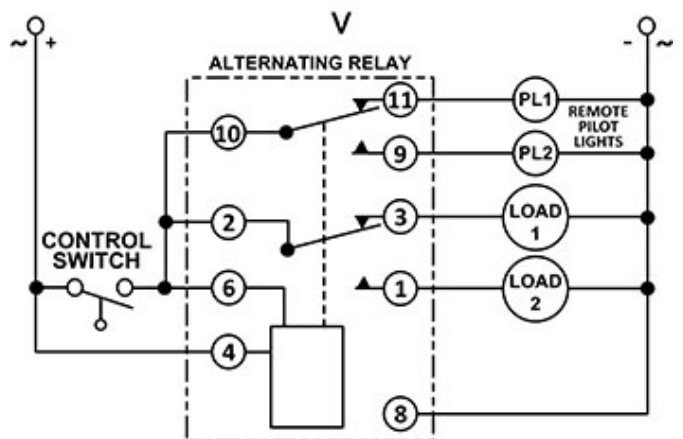 V
~ +
- ~
ALTERNATING RELAY
11
PL1
REMOTE
PILOT
LIGHTS
10
9
PL2
2
3
LOAD
1
CONTROL
SWITCH
6
1
LOAD
2
4
8